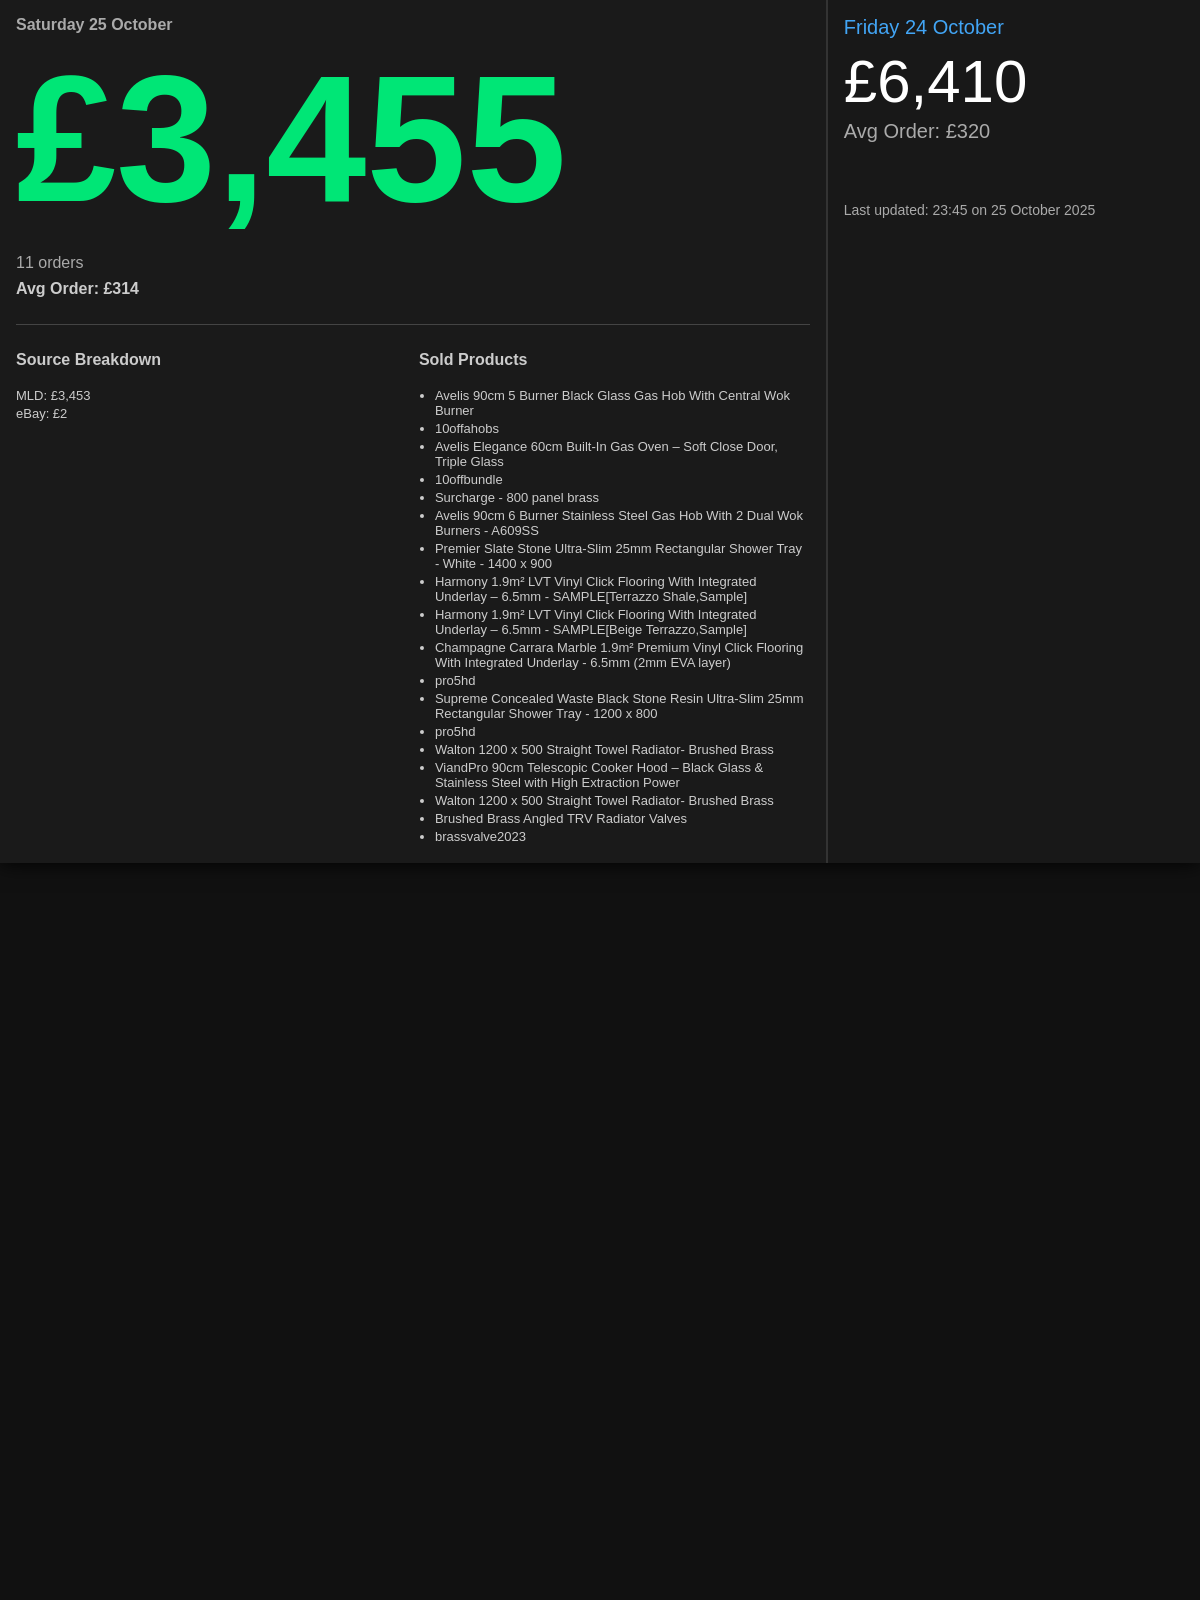 Saturday 25 October
£3,455
11 orders
Avg Order: £314
Source Breakdown
MLD: £3,453
eBay: £2
Sold Products
• Avelis 90cm 5 Burner Black Glass Gas Hob With Central Wok
Burner
• 10offahobs
• Avelis Elegance 60cm Built-In Gas Oven – Soft Close Door,
Triple Glass
• 10offbundle
• Surcharge - 800 panel brass
• Avelis 90cm 6 Burner Stainless Steel Gas Hob With 2 Dual Wok
Burners - A609SS
• Premier Slate Stone Ultra-Slim 25mm Rectangular Shower Tray
- White - 1400 x 900
• Harmony 1.9m² LVT Vinyl Click Flooring With Integrated
Underlay – 6.5mm - SAMPLE[Terrazzo Shale,Sample]
• Harmony 1.9m² LVT Vinyl Click Flooring With Integrated
Underlay – 6.5mm - SAMPLE[Beige Terrazzo,Sample]
• Champagne Carrara Marble 1.9m² Premium Vinyl Click Flooring
With Integrated Underlay - 6.5mm (2mm EVA layer)
• pro5hd
• Supreme Concealed Waste Black Stone Resin Ultra-Slim 25mm
Rectangular Shower Tray - 1200 x 800
• pro5hd
• Walton 1200 x 500 Straight Towel Radiator- Brushed Brass
• ViandPro 90cm Telescopic Cooker Hood – Black Glass &
Stainless Steel with High Extraction Power
• Walton 1200 x 500 Straight Towel Radiator- Brushed Brass
• Brushed Brass Angled TRV Radiator Valves
• brassvalve2023
Friday 24 October
£6,410
Avg Order: £320
Last updated: 23:45 on 25 October 2025